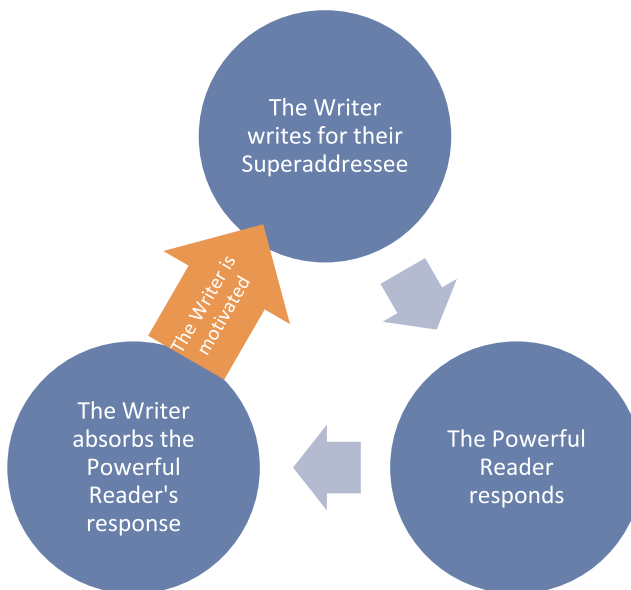 The Writer
writes for their
Superaddressee
The Powerful
Reader
responds
The Writer
absorbs the
Powerful
Reader's
response
The Writer is
motivated